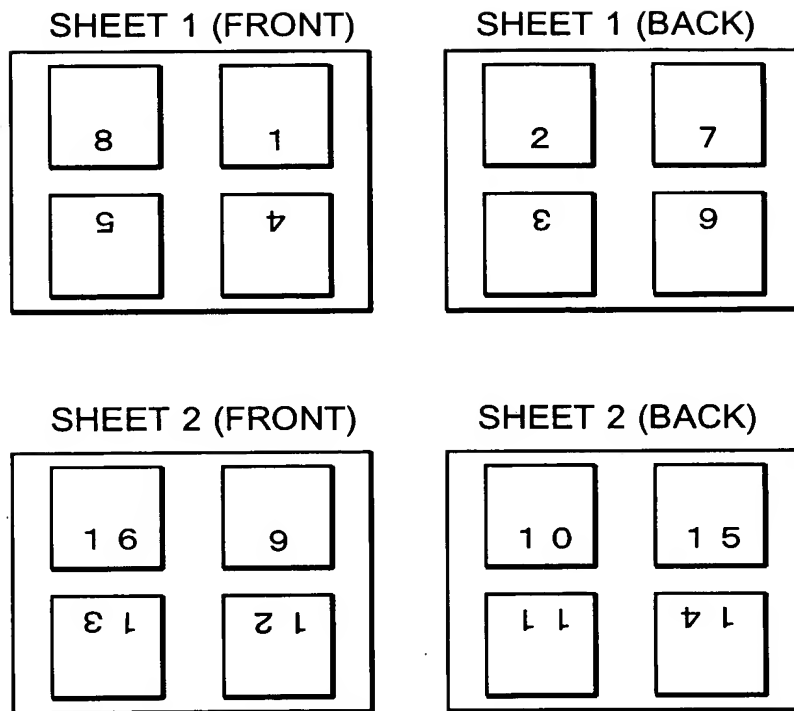 SHEET 1 (FRONT)
SHEET 1 (BACK)
8 1
2 7
5 4
3 6
SHEET 2 (FRONT)
SHEET 2 (BACK)
16 9
10 15
13 12
11 14